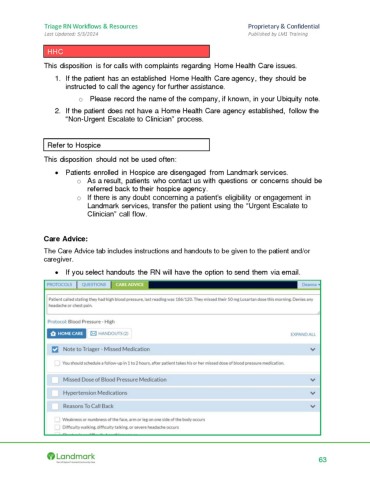 Triage RN Workflows & Resources Proprietary & Confidential
Last Updated: 5/3/2014 Published by LM1 Training
HHC
This disposition is for calls with complaints regarding Home Health Care issues.
1. If the patient has an established Home Health Care agency, they should be
instructed to call the agency for further assistance.
o Please record the name of the company, if known, in your Ubiquity note.
2. If the patient does not have a Home Health Care agency established, follow the
"Non-Urgent Escalate to Clinician" process.
Refer to Hospice
This disposition should not be used often:
• Patients enrolled in Hospice are disengaged from Landmark services.
o As a result, patients who contact us with questions or concerns should be
referred back to their hospice agency.
o If there is any doubt concerning a patient's eligibility or engagement in
Landmark services, transfer the patient using the "Urgent Escalate to
Clinician" call flow.
Care Advice:
The Care Advice tab includes instructions and handouts to be given to the patient and/or
caregiver.
• If you select handouts the RN will have the option to send them via email.
PROTOCOLS QUESTIONS CARE ADVICE
Patient called stating they had high blood pressure, last reading was 186/120. They missed their 50 mg Losartan dose this morning. Denies any
headache or chest pain.
Protocol: Blood Pressure - High
HOME CARE HANDOUTS (2) EXPAND ALL
Note to Triager - Missed Medication
You should schedule a follow-up in 1 to 2 hours, after patient takes his or her missed dose of blood pressure medication.
Missed Dose of Blood Pressure Medication
Hypertension Medications
Reasons To Call Back
Weakness or numbness of the face, arm or leg on one side of the body occurs
Difficulty walking, difficulty talking, or severe headache occurs
Landmark
63